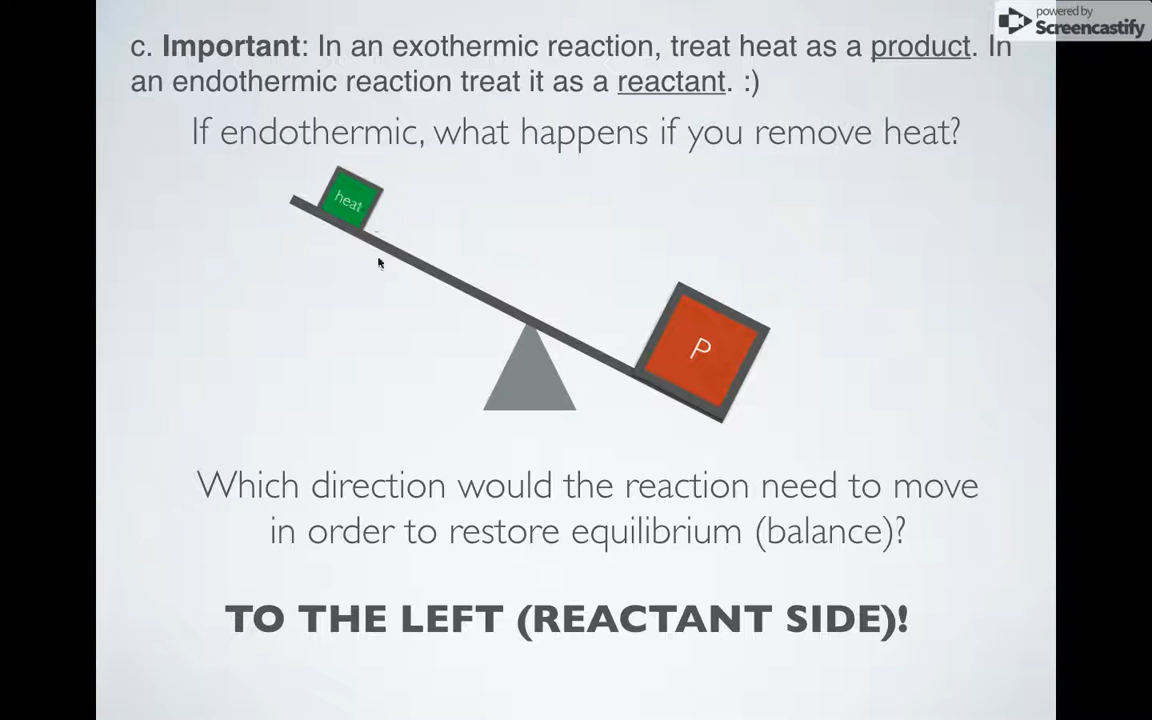 powered by
Screencastify
c. Important: In an exothermic reaction, treat heat as a product. In
an endothermic reaction treat it as a reactant. :)
If endothermic, what happens if you remove heat?
heat
P
Which direction would the reaction need to move
in order to restore equilibrium (balance)?
TO THE LEFT (REACTANT SIDE)!